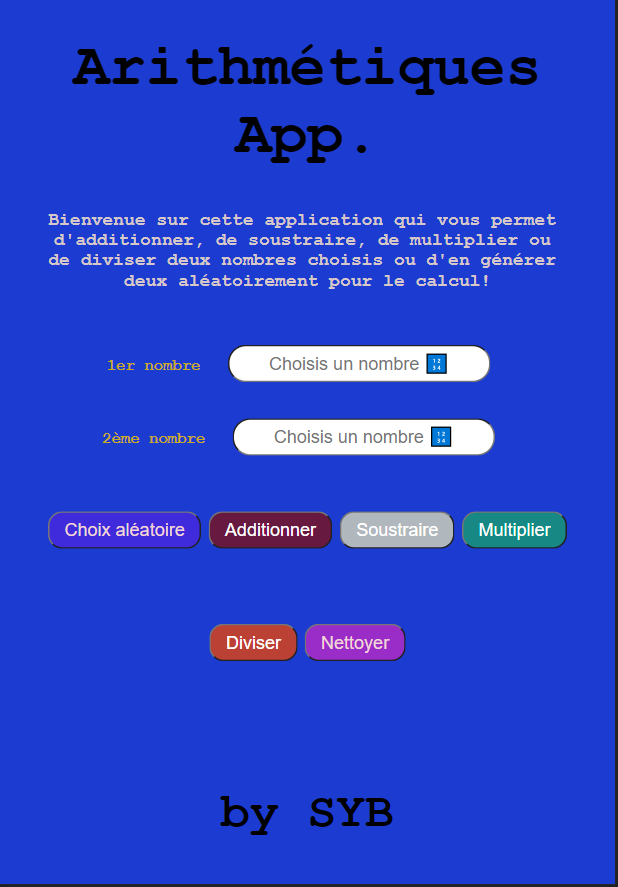 Arithmétiques
App.
Bienvenue sur cette application qui vous permet
d'additionner, de soustraire, de multiplier ou
de diviser deux nombres choisis ou d'en générer
deux aléatoirement pour le calcul!
1er nombre Choisis un nombre 🔢
2ème nombre Choisis un nombre 🔢
Choix aléatoire Additionner Soustraire Multiplier
Diviser Nettoyer
by SYB